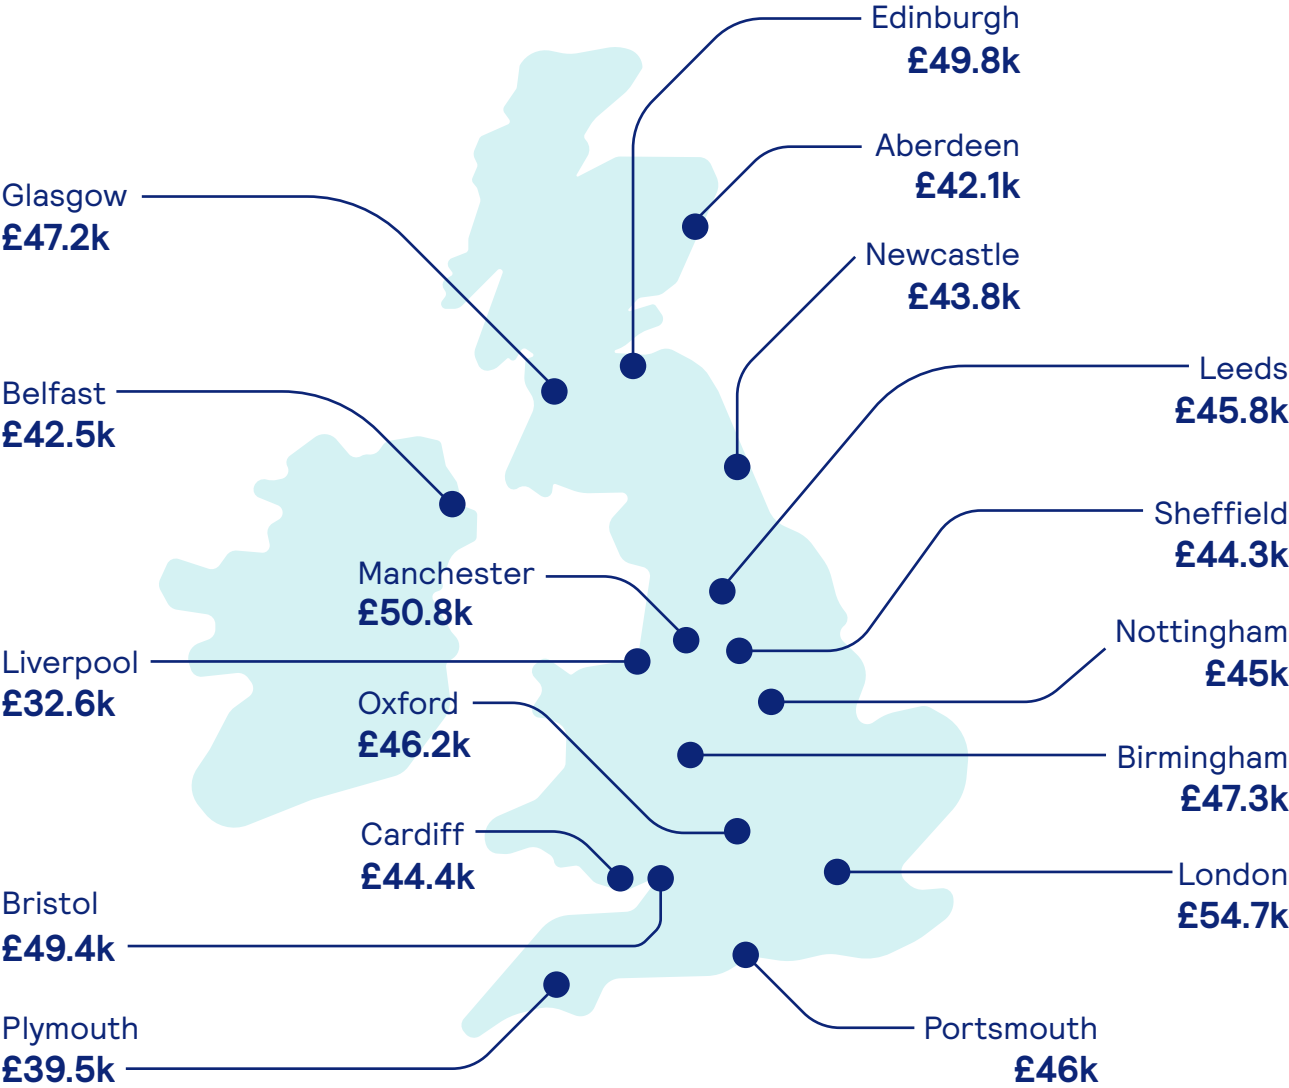 Edinburgh
£49.8k
Aberdeen
£42.1k
Glasgow
£47.2k
Newcastle
£43.8k
Leeds
£45.8k
Belfast
£42.5k
Sheffield
£44.3k
Manchester
£50.8k
Nottingham
£45k
Liverpool
£32.6k
Oxford
£46.2k
Birmingham
£47.3k
Cardiff
£44.4k
London
£54.7k
Bristol
£49.4k
Plymouth
£39.5k
Portsmouth
£46k